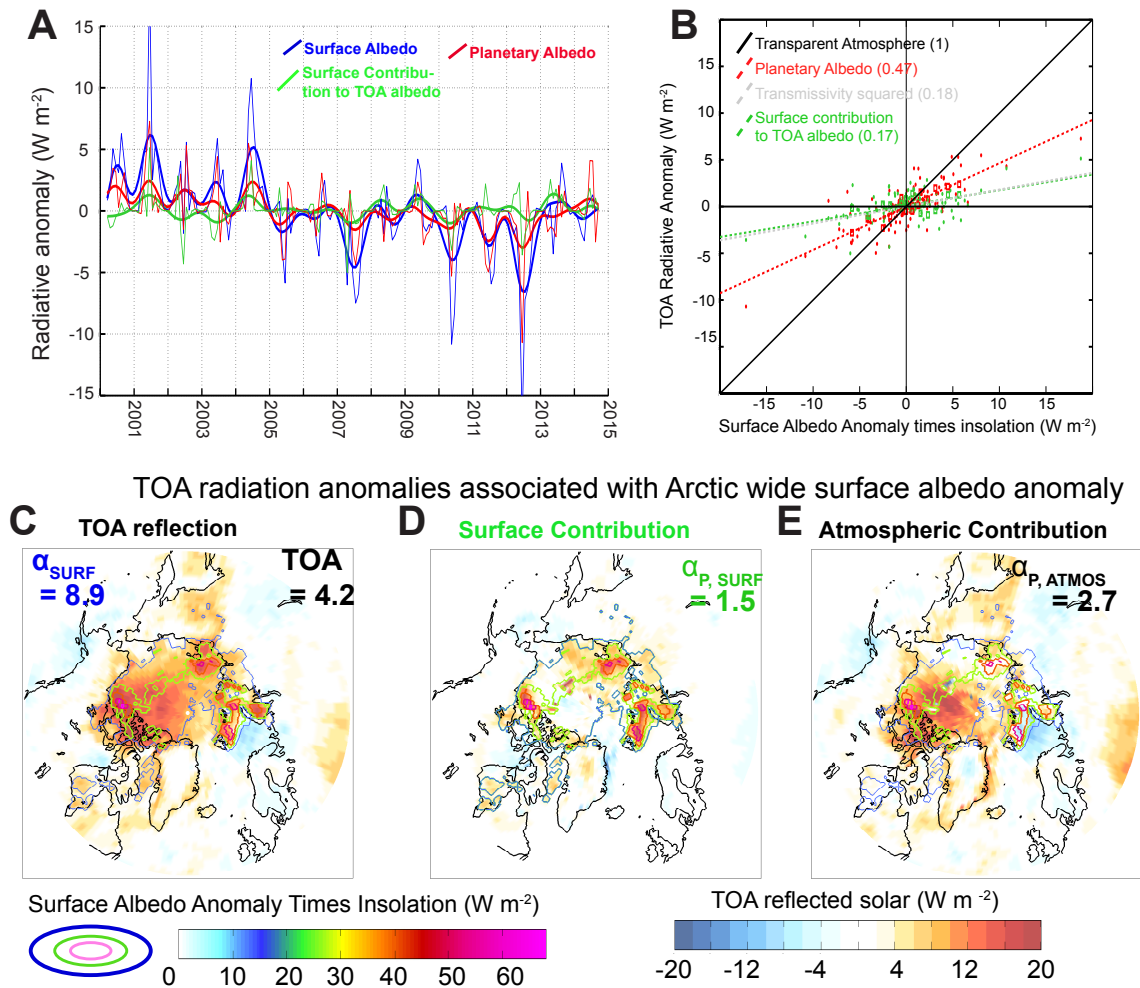 A
Surface Albedo
Planetary Albedo
Surface Contribu-
tion to TOA albedo
Radiative anomaly (W m-2)
15
10
5
0
-5
-10
-15
2001
2003
2005
2007
2009
2011
2013
2015
B
Transparent Atmosphere (1)
Planetary Albedo (0.47)
Transmissivity squared (0.18)
Surface contribution
to TOA albedo (0.17)
TOA Radiative Anomaly (W m-2)
15
10
5
0
-5
-10
-15
-15
-10
-5
0
5
10
15
Surface Albedo Anomaly times insolation (W m-2)
TOA radiation anomalies associated with Arctic wide surface albedo anomaly
C
TOA reflection
αSURF
= 8.9
TOA
= 4.2
D
Surface Contribution
αP, SURF
= 1.5
E
Atmospheric Contribution
αP, ATMOS
= 2.7
Surface Albedo Anomaly Times Insolation (W m-2)
0 10 20 30 40 50 60
TOA reflected solar (W m -2)
-20 -12 -4 4 12 20